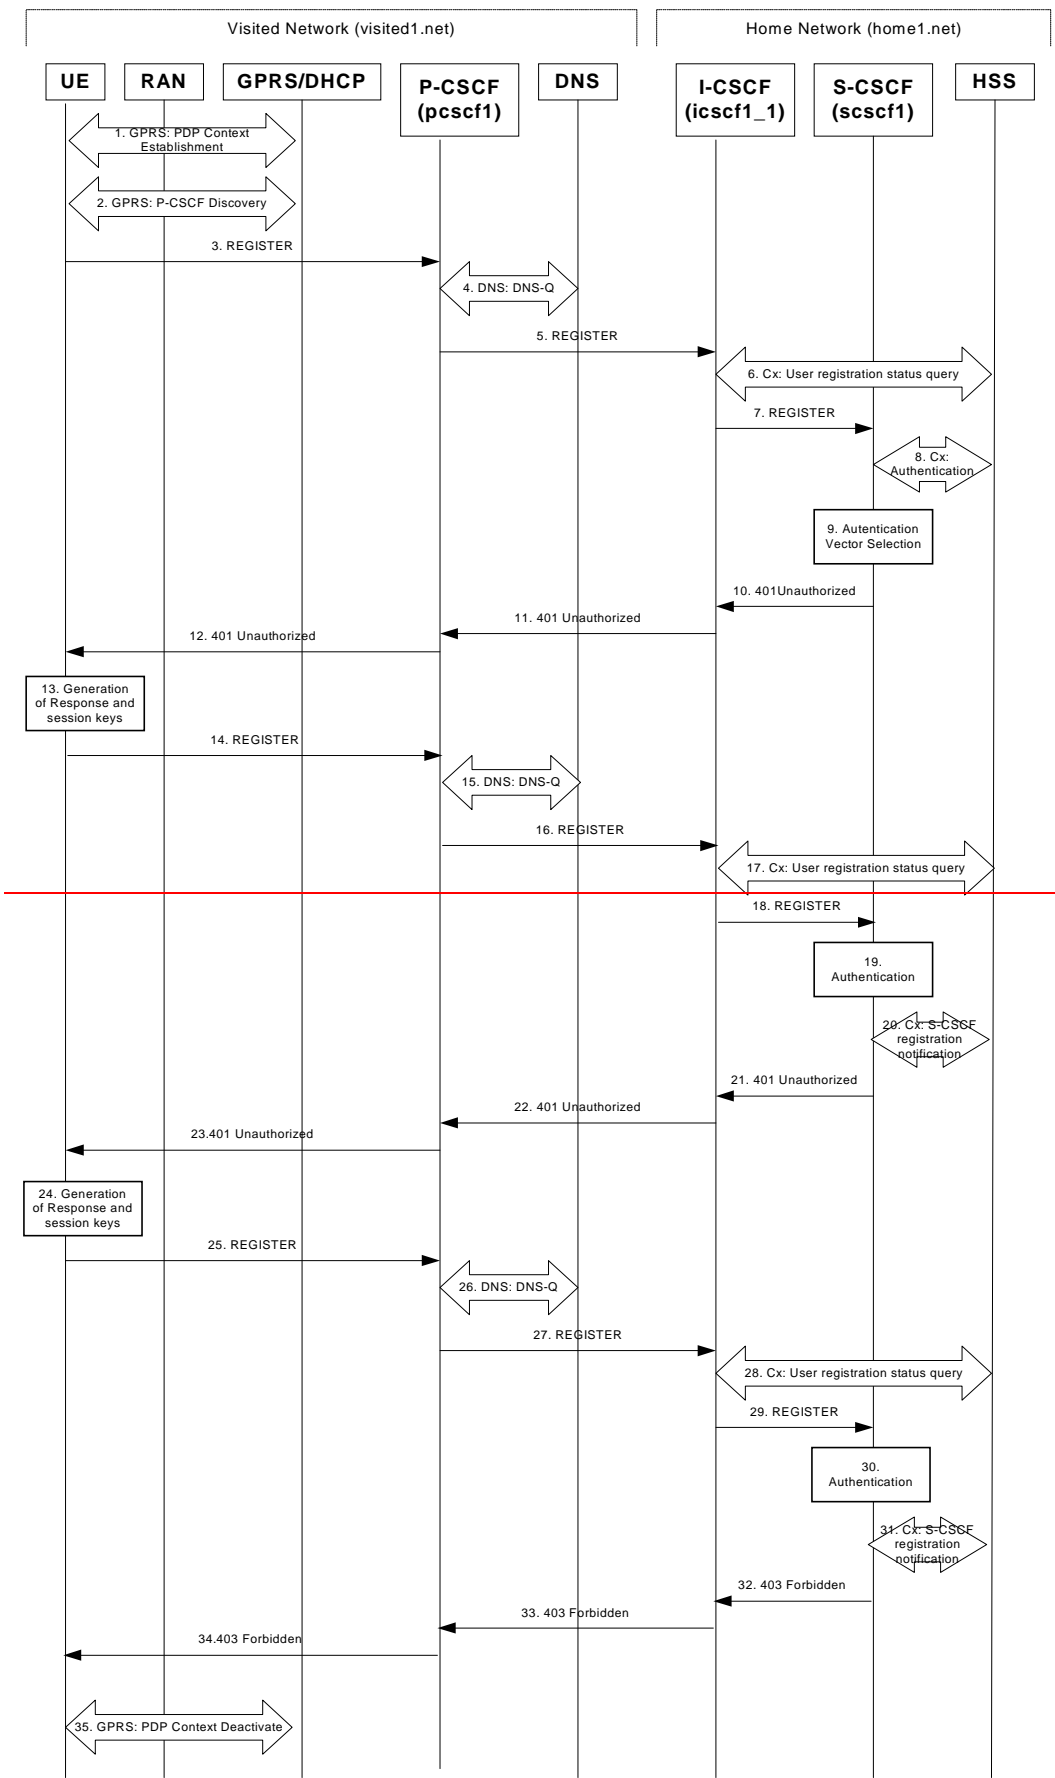 Visited Network (visited1.net)
Home Network (home1.net)
UE
RAN
GPRS/DHCP
P-CSCF
(pcscf1)
DNS
I-CSCF
(icscf1_1)
S-CSCF
(scscf1)
HSS
1. GPRS: PDP Context
Establishment
2. GPRS: P-CSCF Discovery
3. REGISTER
4. DNS: DNS-Q
5. REGISTER
6. Cx: User registration status query
7. REGISTER
8. Cx:
Authentication
9. Autentication
Vector Selection
10. 401Unauthorized
11. 401 Unauthorized
12. 401 Unauthorized
13. Generation
of Response and
session keys
14. REGISTER
15. DNS: DNS-Q
16. REGISTER
17. Cx: User registration status query
18. REGISTER
19.
Authentication
20. Cx: S-CSCF
registration
notification
21. 401 Unauthorized
22. 401 Unauthorized
23.401 Unauthorized
24. Generation
of Response and
session keys
25. REGISTER
26. DNS: DNS-Q
27. REGISTER
28. Cx: User registration status query
29. REGISTER
30.
Authentication
31. Cx: S-CSCF
registration
notification
32. 403 Forbidden
33. 403 Forbidden
34.403 Forbidden
35. GPRS: PDP Context Deactivate